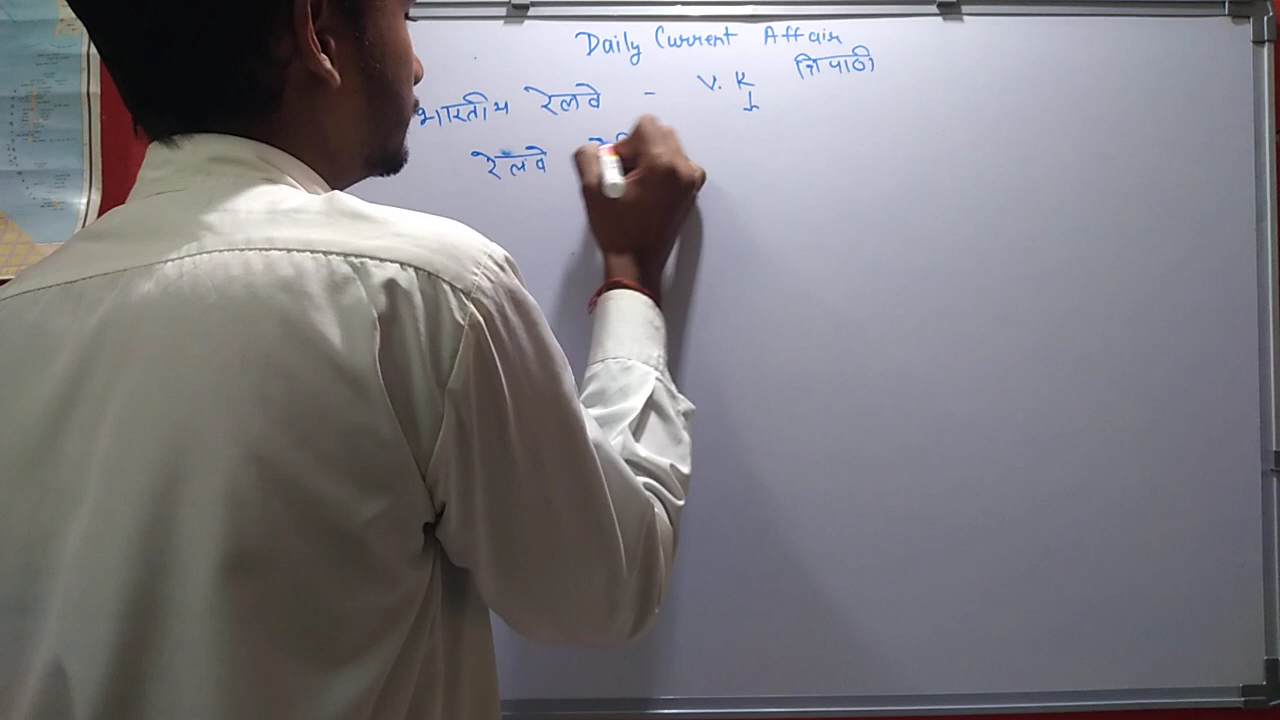 Daily Current Affair
भारतीय रेलवे - V. K त्रिपाठी
रेलवे